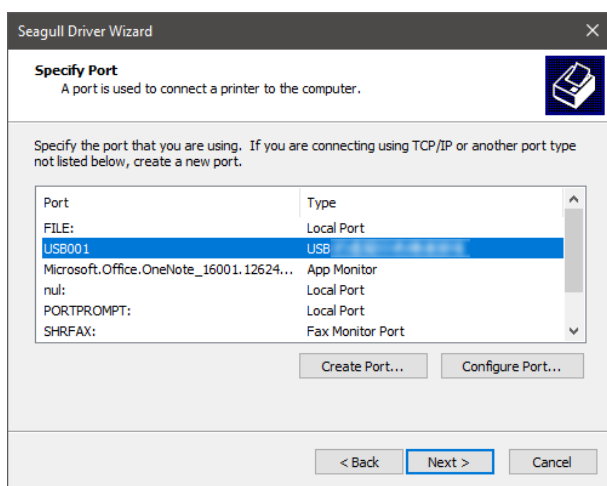 Seagull Driver Wizard
Specify Port
A port is used to connect a printer to the computer.
Specify the port that you are using. If you are connecting using TCP/IP or another port type
not listed below, create a new port.
Port Type
FILE: Local Port
USB001 USB
Microsoft.Office.OneNote_16001.12624... App Monitor
nul: Local Port
PORTPROMPT: Local Port
SHRFAX: Fax Monitor Port
Create Port... Configure Port...
< Back Next > Cancel